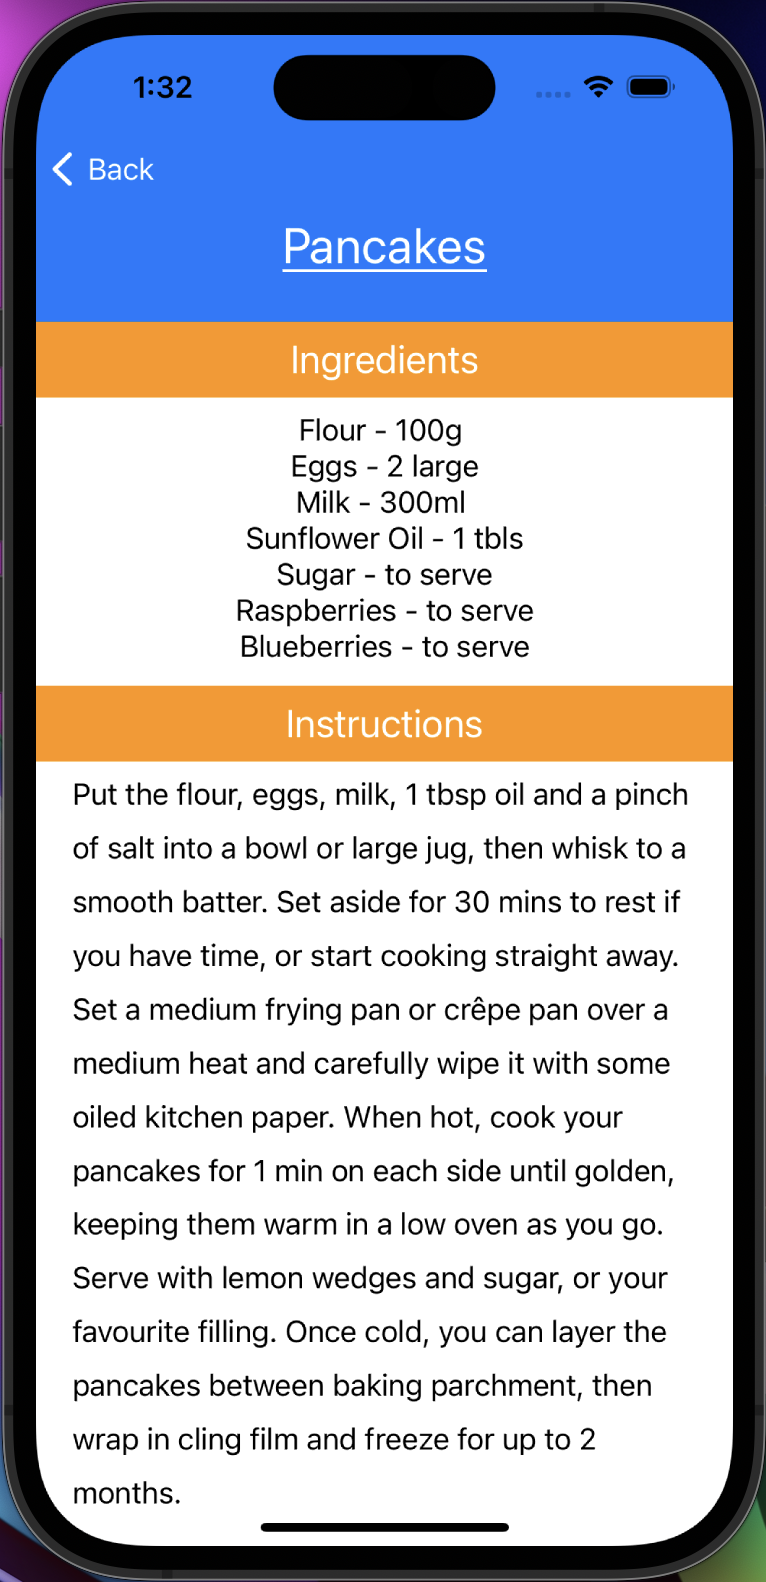 1:32
Back
Pancakes
Ingredients
Flour - 100g
Eggs - 2 large
Milk - 300ml
Sunflower Oil - 1 tbls
Sugar - to serve
Raspberries - to serve
Blueberries - to serve
Instructions
Put the flour, eggs, milk, 1 tbsp oil and a pinch
of salt into a bowl or large jug, then whisk to a
smooth batter. Set aside for 30 mins to rest if
you have time, or start cooking straight away.
Set a medium frying pan or crêpe pan over a
medium heat and carefully wipe it with some
oiled kitchen paper. When hot, cook your
pancakes for 1 min on each side until golden,
keeping them warm in a low oven as you go.
Serve with lemon wedges and sugar, or your
favourite filling. Once cold, you can layer the
pancakes between baking parchment, then
wrap in cling film and freeze for up to 2
months.